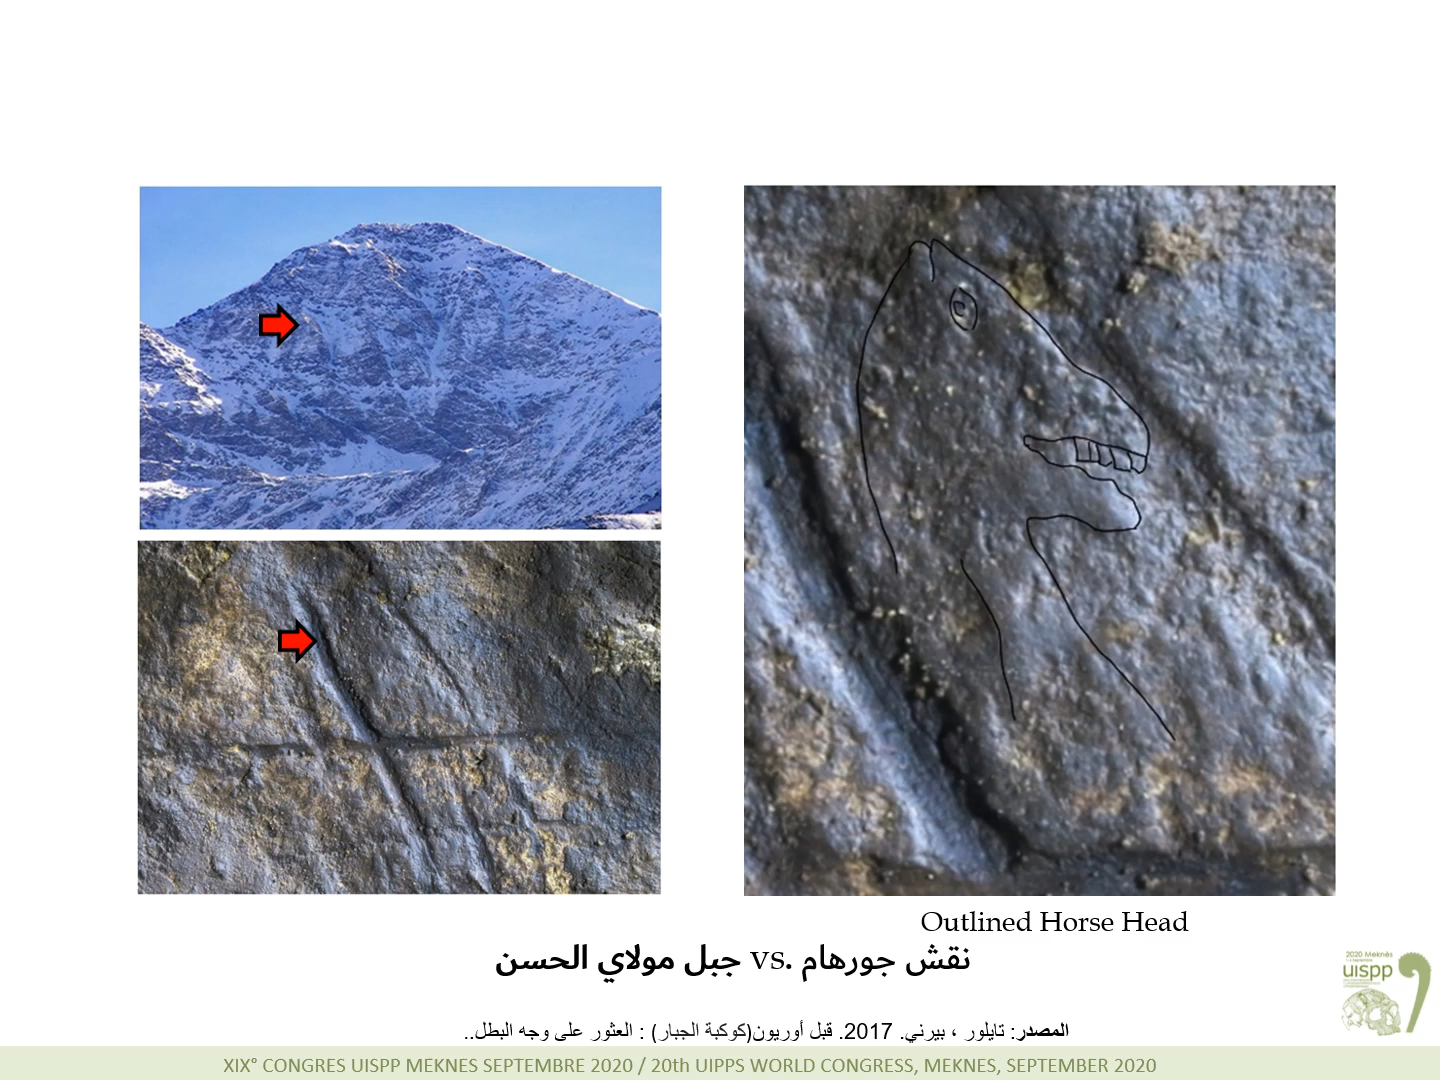 Outlined Horse Head
نقش جورهام .vs جبل مولاي الحسن
المصدر: تايلور ، بيرني. 2017. قبل أوريون(كوكبة الجبار) : العثور على وجه البطل..
2020 Meknès
uispp
XIX° CONGRES UISPP MEKNES SEPTEMBRE 2020 / 20th UIPPS WORLD CONGRESS, MEKNES, SEPTEMBER 2020